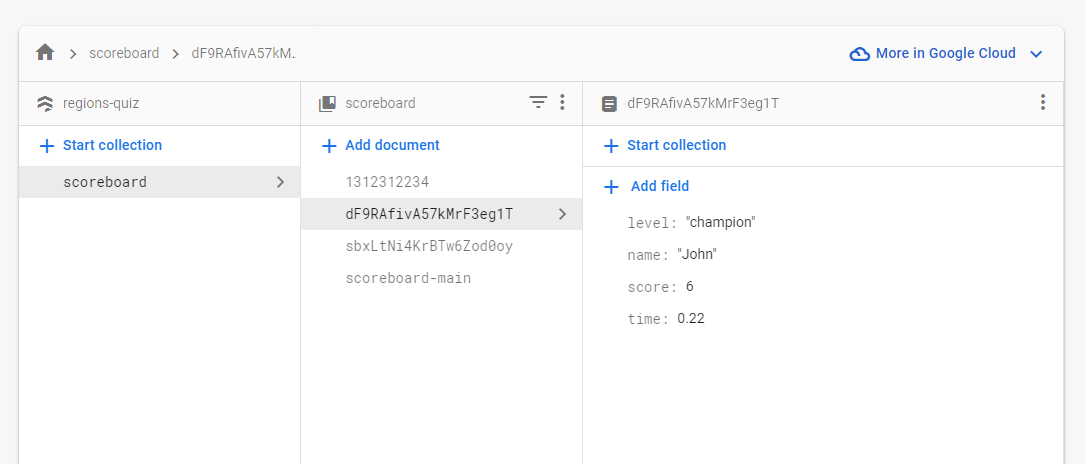 scoreboard
dF9RAfivA57kM..
More in Google Cloud
regions-quiz
scoreboard
dF9RAfivA57kMrF3eg1T
Start collection
Add document
Start collection
scoreboard
1312312234
dF9RAfivA57kMrF3eg1T
sbxLtNi4KrBTw6Zod0oy
scoreboard-main
Add field
level: "champion"
name: "John"
score: 6
time: 0.22